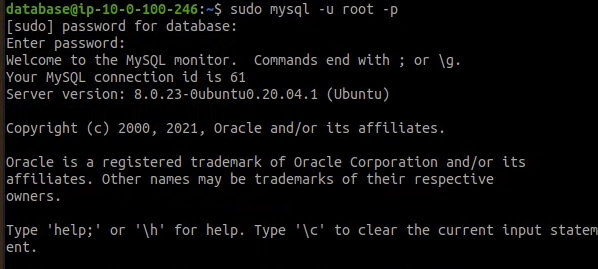 database@ip-10-0-100-246:~$ sudo mysql -u root -p
[sudo] password for database:
Enter password:
Welcome to the MySQL monitor.  Commands end with ; or \g.
Your MySQL connection id is 61
Server version: 8.0.23-0ubuntu0.20.04.1 (Ubuntu)

Copyright (c) 2000, 2021, Oracle and/or its affiliates.

Oracle is a registered trademark of Oracle Corporation and/or its
affiliates. Other names may be trademarks of their respective
owners.

Type 'help;' or '\h' for help. Type '\c' to clear the current input statem
ent.